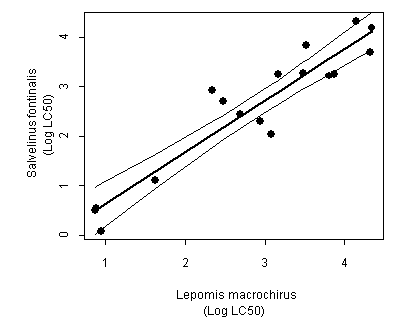 Salvelinus fontinalis
(Log LC50)
4
3
2
1
0
1 2 3 4
Lepomis macrochirus
(Log LC50)